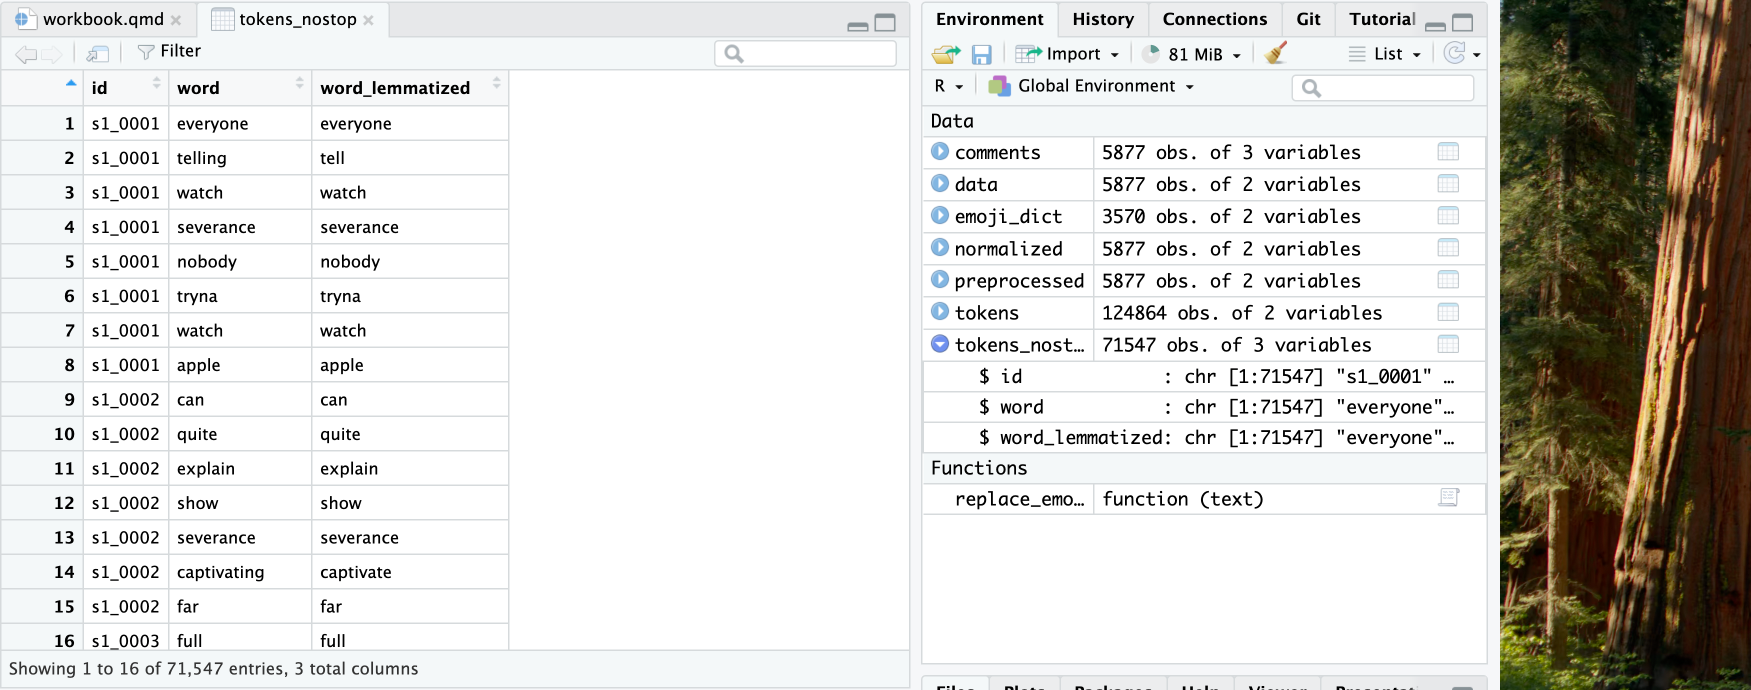 workbook.qmd
tokens_nostop
Filter
id word word_lemmatized
1 s1_0001 everyone everyone
2 s1_0001 telling tell
3 s1_0001 watch watch
4 s1_0001 severance severance
5 s1_0001 nobody nobody
6 s1_0001 tryna tryna
7 s1_0001 watch watch
8 s1_0001 apple apple
9 s1_0002 can can
10 s1_0002 quite quite
11 s1_0002 explain explain
12 s1_0002 show show
13 s1_0002 severance severance
14 s1_0002 captivating captivate
15 s1_0002 far far
16 s1_0003 full full
Showing 1 to 16 of 71,547 entries, 3 total columns
Environment History Connections Git Tutorial
Import 81 MiB List
R Global Environment
Data
comments 5877 obs. of 3 variables
data 5877 obs. of 2 variables
emoji_dict 3570 obs. of 2 variables
normalized 5877 obs. of 2 variables
preprocessed 5877 obs. of 2 variables
tokens 124864 obs. of 2 variables
tokens_nost… 71547 obs. of 3 variables
$ id : chr [1:71547] "s1_0001" …
$ word : chr [1:71547] "everyone"…
$ word_lemmatized: chr [1:71547] "everyone"…
Functions
replace_emo… function (text)
Files Plots Packages Help Viewer Presentat